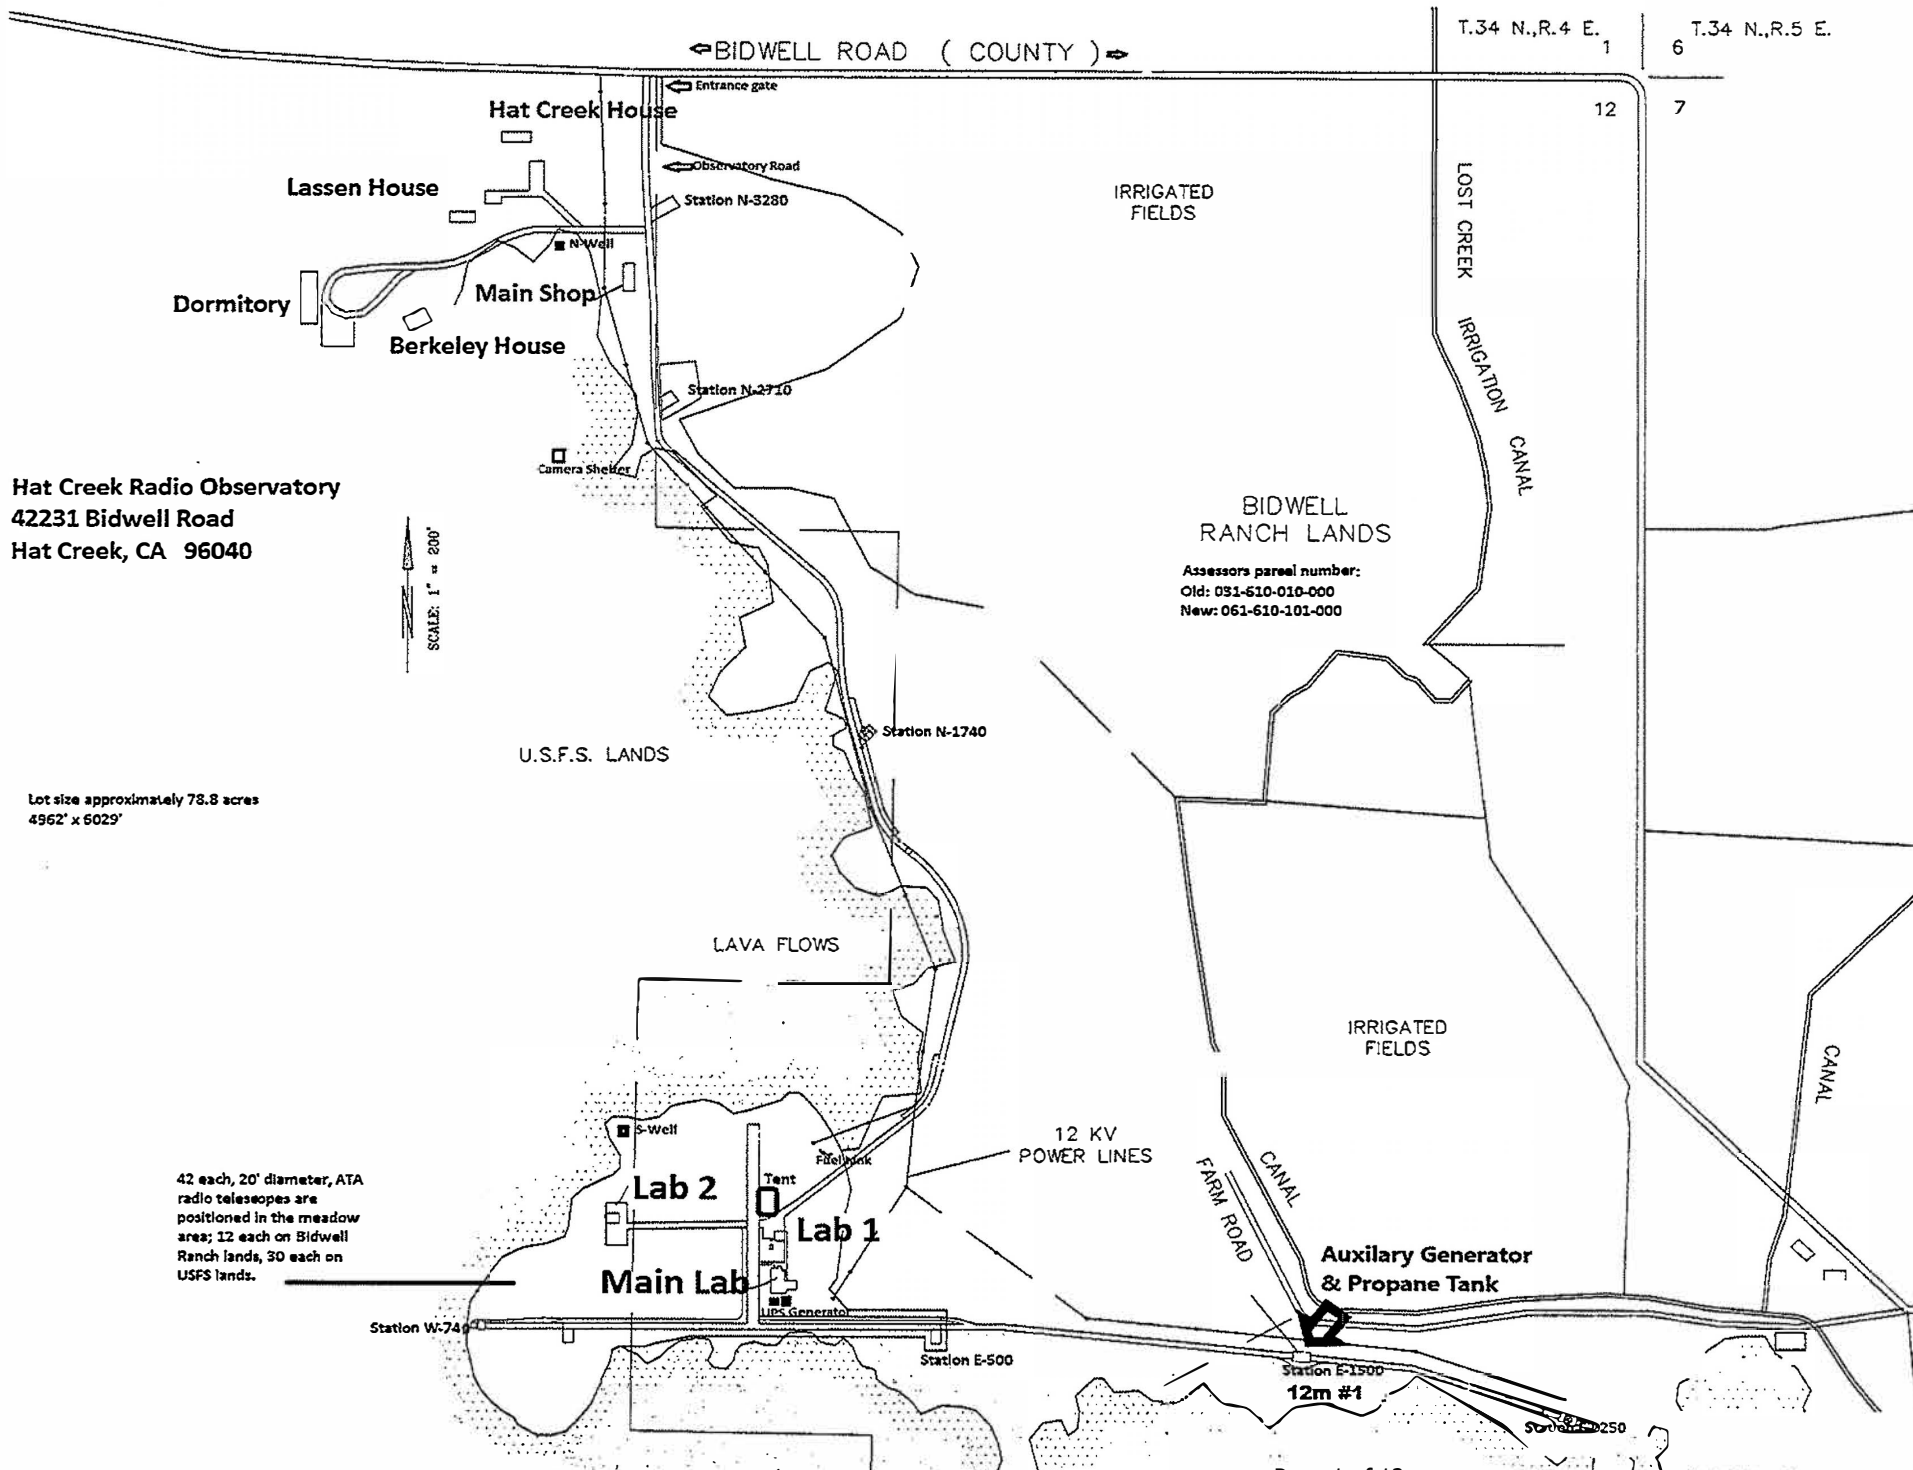 T.34 N.,R.4 E.
T.34 N.,R.5 E.
1
6
⇐BIDWELL ROAD ( COUNTY )⇒
Entrance gate
12
7
Hat Creek House
Observatory Road
Lassen House
Station N-3280
IRRIGATED
FIELDS
LOST CREEK IRRIGATION CANAL
N-Well
Main Shop
Dormitory
Berkeley House
Station N-2710
Camera Shelter
Hat Creek Radio Observatory
42231 Bidwell Road
Hat Creek, CA 96040
SCALE: 1" = 200'
N
BIDWELL
RANCH LANDS
Assessors parcel number:
Old: 031-610-010-000
New: 061-610-101-000
Station N-1740
U.S.F.S. LANDS
Lot size approximately 78.8 acres
4962' x 6029'
LAVA FLOWS
IRRIGATED
FIELDS
CANAL
S-Well
12 KV
POWER LINES
Fuel tank
CANAL
FARM ROAD
42 each, 20' diameter, ATA
radio telescopes are
positioned in the meadow
area; 12 each on Bidwell
Ranch lands, 30 each on
USFS lands.
Tent
Lab 2
Lab 1
Main Lab
UPS Generator
Auxilary Generator
& Propane Tank
Station W-740
Station E-500
Station E-1500
12m #1